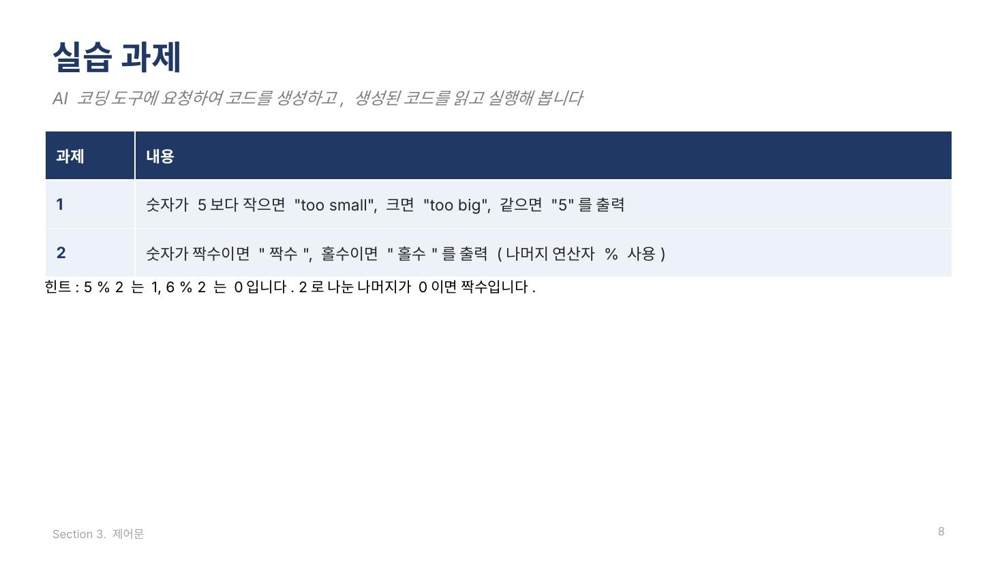 실습 과제
AI 코딩 도구에 요청하여 코드를 생성하고, 생성된 코드를 읽고 실행해 봅니다
과제 내용
1 숫자가 5보다 작으면 "too small", 크면 "too big", 같으면 "5"를 출력
2 숫자가 짝수이면 "짝수", 홀수이면 "홀수"를 출력 (나머지 연산자 % 사용)
힌트: 5 % 2 는 1, 6 % 2 는 0입니다. 2로 나눈 나머지가 0이면 짝수입니다.
Section 3. 제어문
8